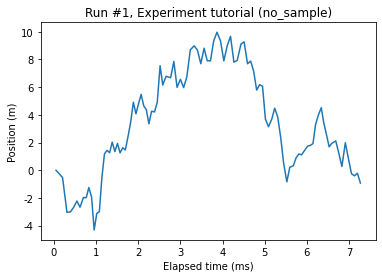 Run #1, Experiment tutorial (no_sample)
10
8
6
4
2
0
-2
-4
Position (m)
0 1 2 3 4 5 6 7
Elapsed time (ms)